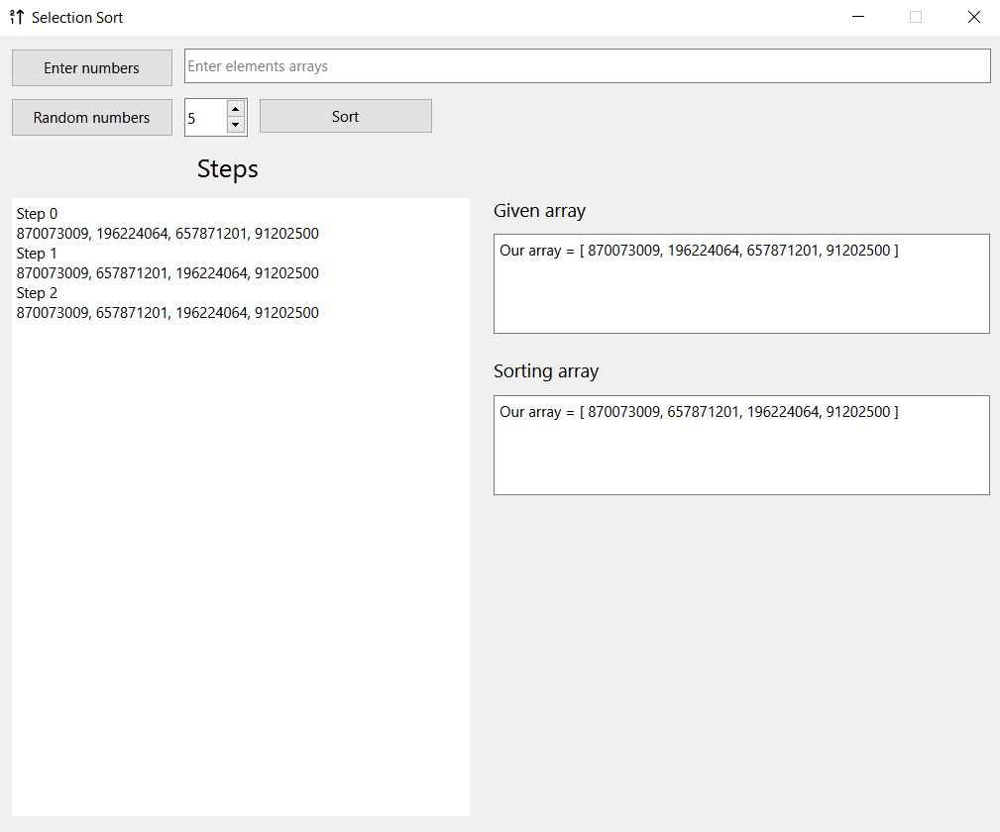 Selection Sort
Enter numbers
Enter elements arrays
Random numbers
5
Sort
Steps
Step 0
870073009, 196224064, 657871201, 91202500
Step 1
870073009, 657871201, 196224064, 91202500
Step 2
870073009, 657871201, 196224064, 91202500
Given array
Our array = [ 870073009, 196224064, 657871201, 91202500 ]
Sorting array
Our array = [ 870073009, 657871201, 196224064, 91202500 ]